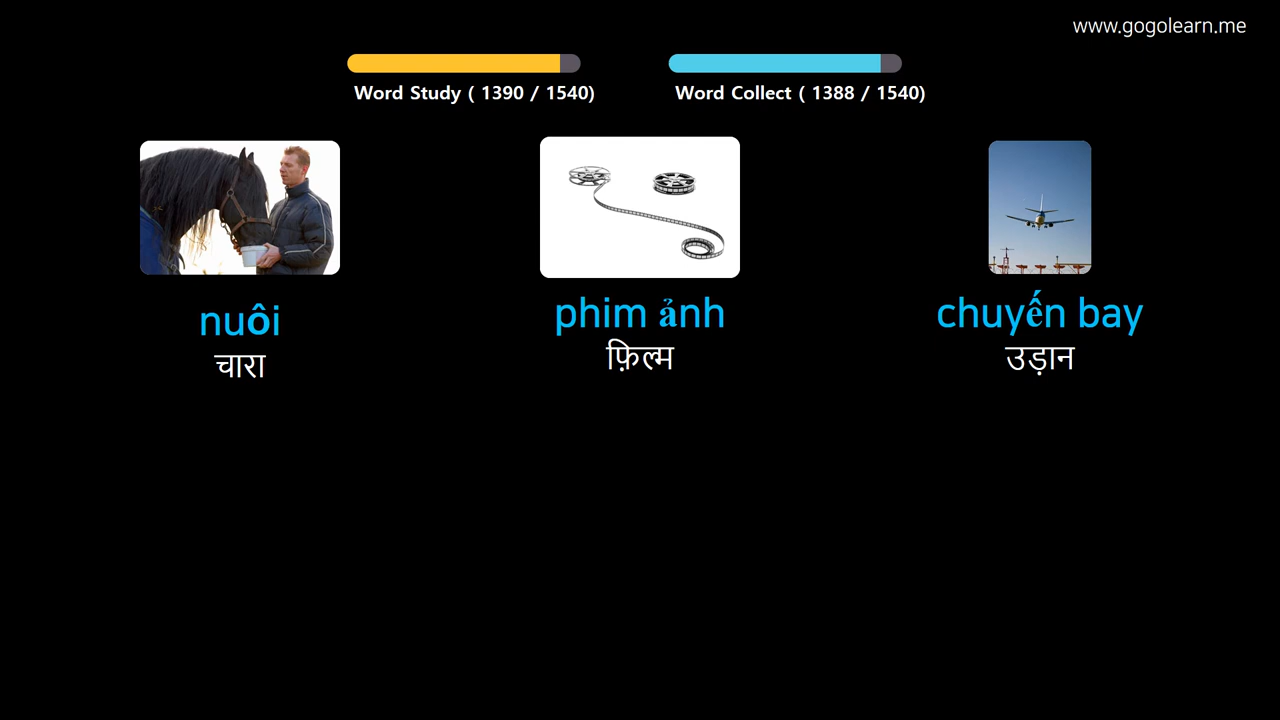 www.gogolearn.me
Word Study ( 1390 / 1540)
Word Collect ( 1388 / 1540)
nuôi
phim ảnh
chuyến bay
चारा
फ़िल्म
उड़ान